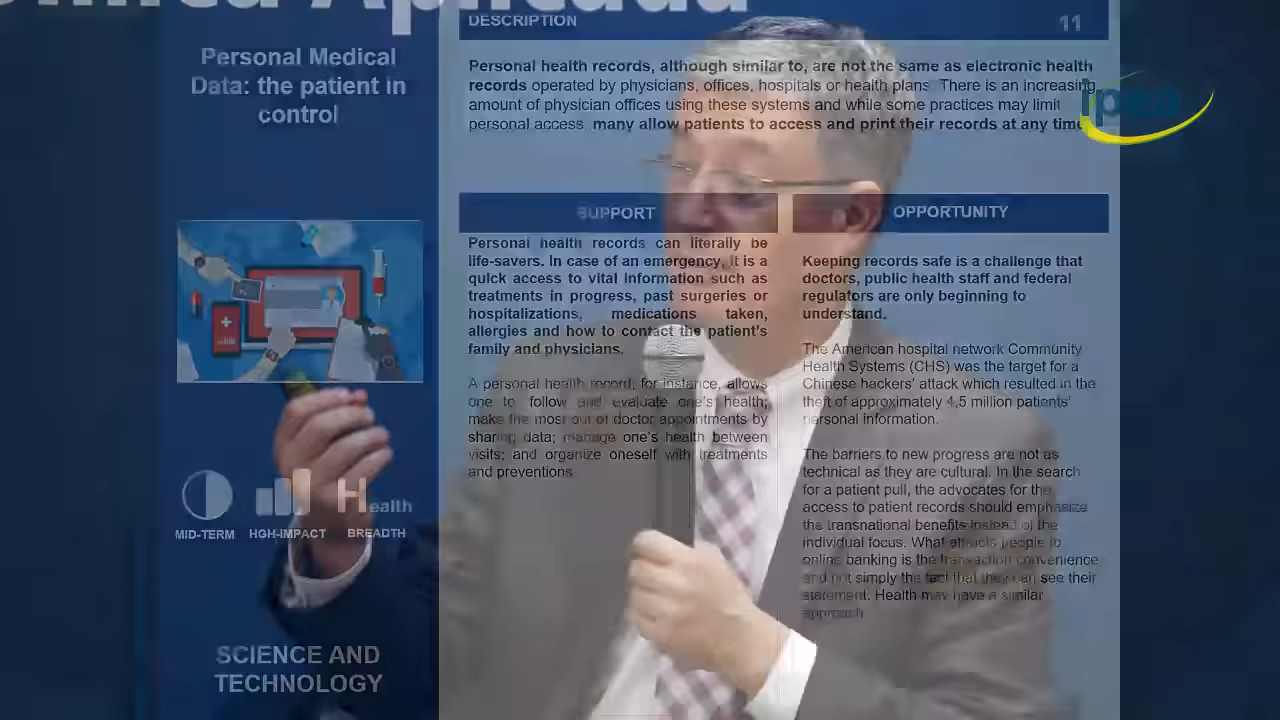 Aplicada
Personal Medical
Data: the patient in
control
MID-TERM
HGH-IMPACT
Health
BREADTH
SCIENCE AND
TECHNOLOGY
DESCRIPTION
11
Personal health records, although similar to, are not the same as electronic health
records operated by physicians, offices, hospitals or health plans. There is an increasing
amount of physician offices using these systems and while some practices may limit
personal access, many allow patients to access and print their records at any time
SUPPORT
Personal health records can literally be
life-savers. In case of an emergency, it is a
quick access to vital information such as
treatments in progress, past surgeries or
hospitalizations, medications taken,
allergies and how to contact the patient's
family and physicians.
A personal health record, for instance, allows
one to follow and evaluate one's health;
make the most out of doctor appointments by
sharing data; manage one's health between
visits; and organize oneself with treatments
and preventions.
OPPORTUNITY
Keeping records safe is a challenge that
doctors, public health staff and federal
regulators are only beginning to
understand.
The American hospital network Community
Health Systems (CHS) was the target for a
Chinese hackers' attack which resulted in the
theft of approximately 4,5 million patients'
personal information.
The barriers to new progress are not as
technical as they are cultural. In the search
for a patient pull, the advocates for the
access to patient records should emphasize
the transnational benefits instead of the
individual focus. What attracts people to
online banking is the transaction convenience
and not simply the fact that they can see their
statement. Health may have a similar
approach.
ipea